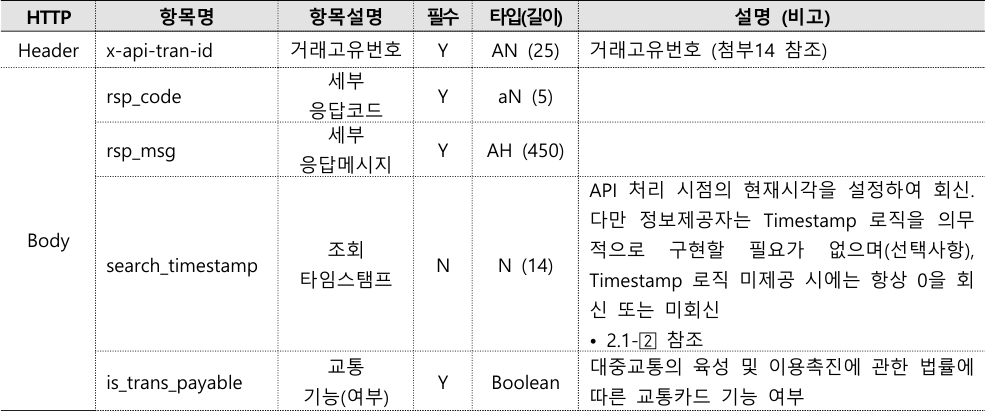 HTTP 항목명 항목설명 필수 타입(길이) 설명 (비고)
Header x-api-tran-id 거래고유번호 Y AN (25) 거래고유번호 (첨부14 참조)
Body
rsp_code
세부
응답코드
Y aN (5)
rsp_msg
세부
응답메시지
Y AH (450)
search_timestamp
조회
타임스탬프
N N (14)
API 처리 시점의 현재시각을 설정하여 회신.
다만 정보제공자는 Timestamp 로직을 의무
적으로 구현할 필요가 없으며(선택사항),
Timestamp 로직 미제공 시에는 항상 0을 회
신 또는 미회신
• 2.1-2 참조
is_trans_payable
교통
기능(여부)
Y Boolean
대중교통의 육성 및 이용촉진에 관한 법률에
따른 교통카드 기능 여부